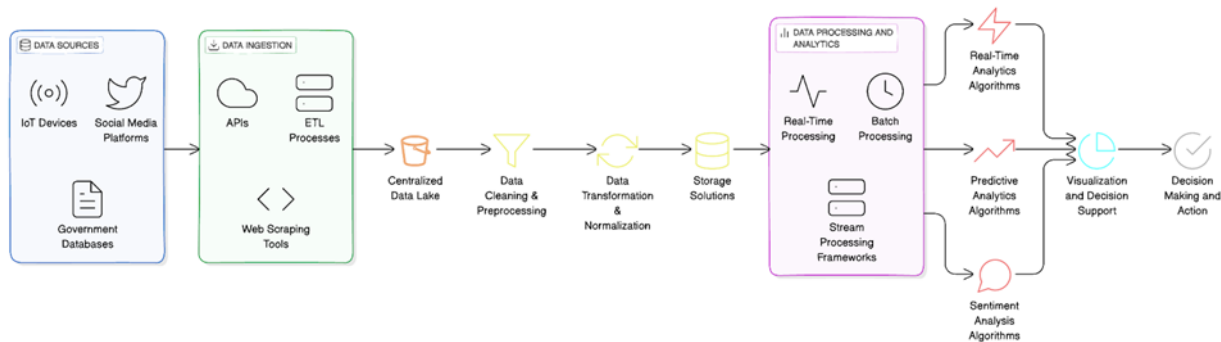 DATA SOURCES
IoT Devices
Social Media
Platforms
Government
Databases
DATA INGESTION
APIs
ETL
Processes
Web Scraping
Tools
Centralized
Data Lake
Data
Cleaning &
Preprocessing
Data
Transformation
&
Normalization
Storage
Solutions
DATA PROCESSING AND
ANALYTICS
Real-Time
Processing
Batch
Processing
Stream
Processing
Frameworks
Real-Time
Analytics
Algorithms
Predictive
Analytics
Algorithms
Sentiment
Analysis
Algorithms
Visualization
and Decision
Support
Decision
Making and
Action